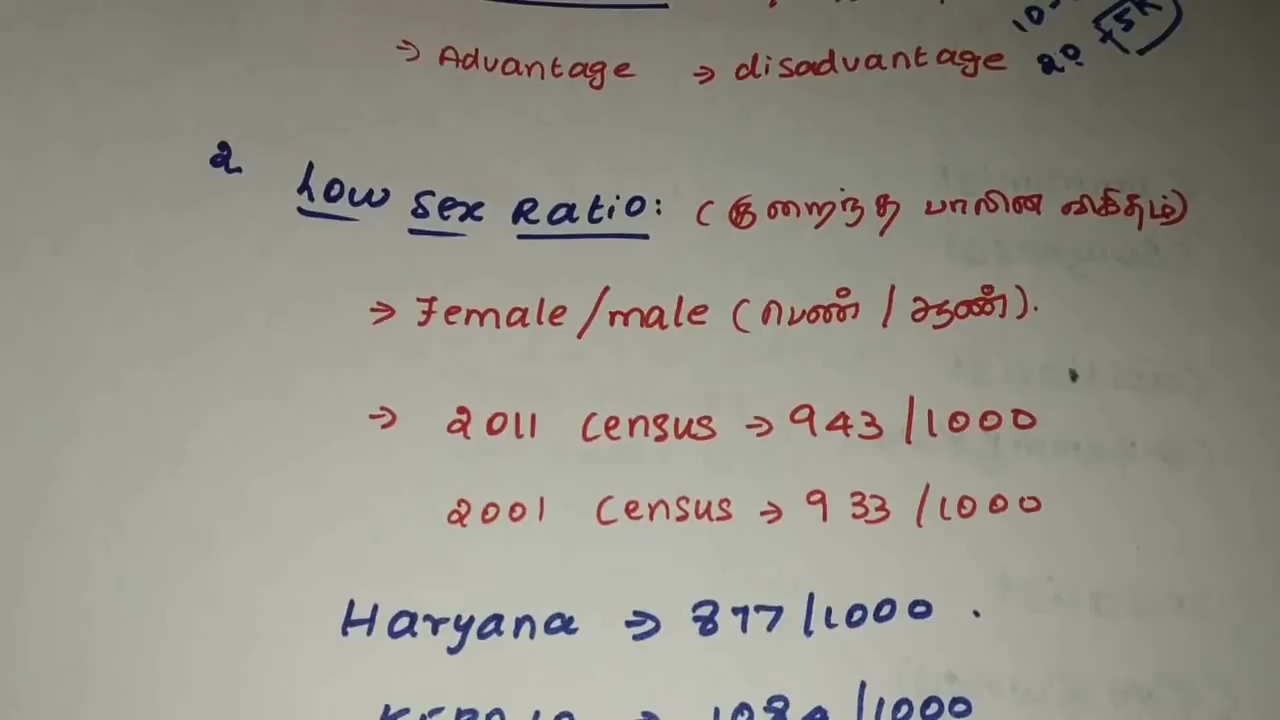 → Advantage → disadvantage
2 Low Sex Ratio: (குறைந்த பாலின விகிதம்)
→ Female/male (பெண் / ஆண்).
→ 2011 Census → 943/1000
2001 Census → 933/1000
Haryana → 877/1000.